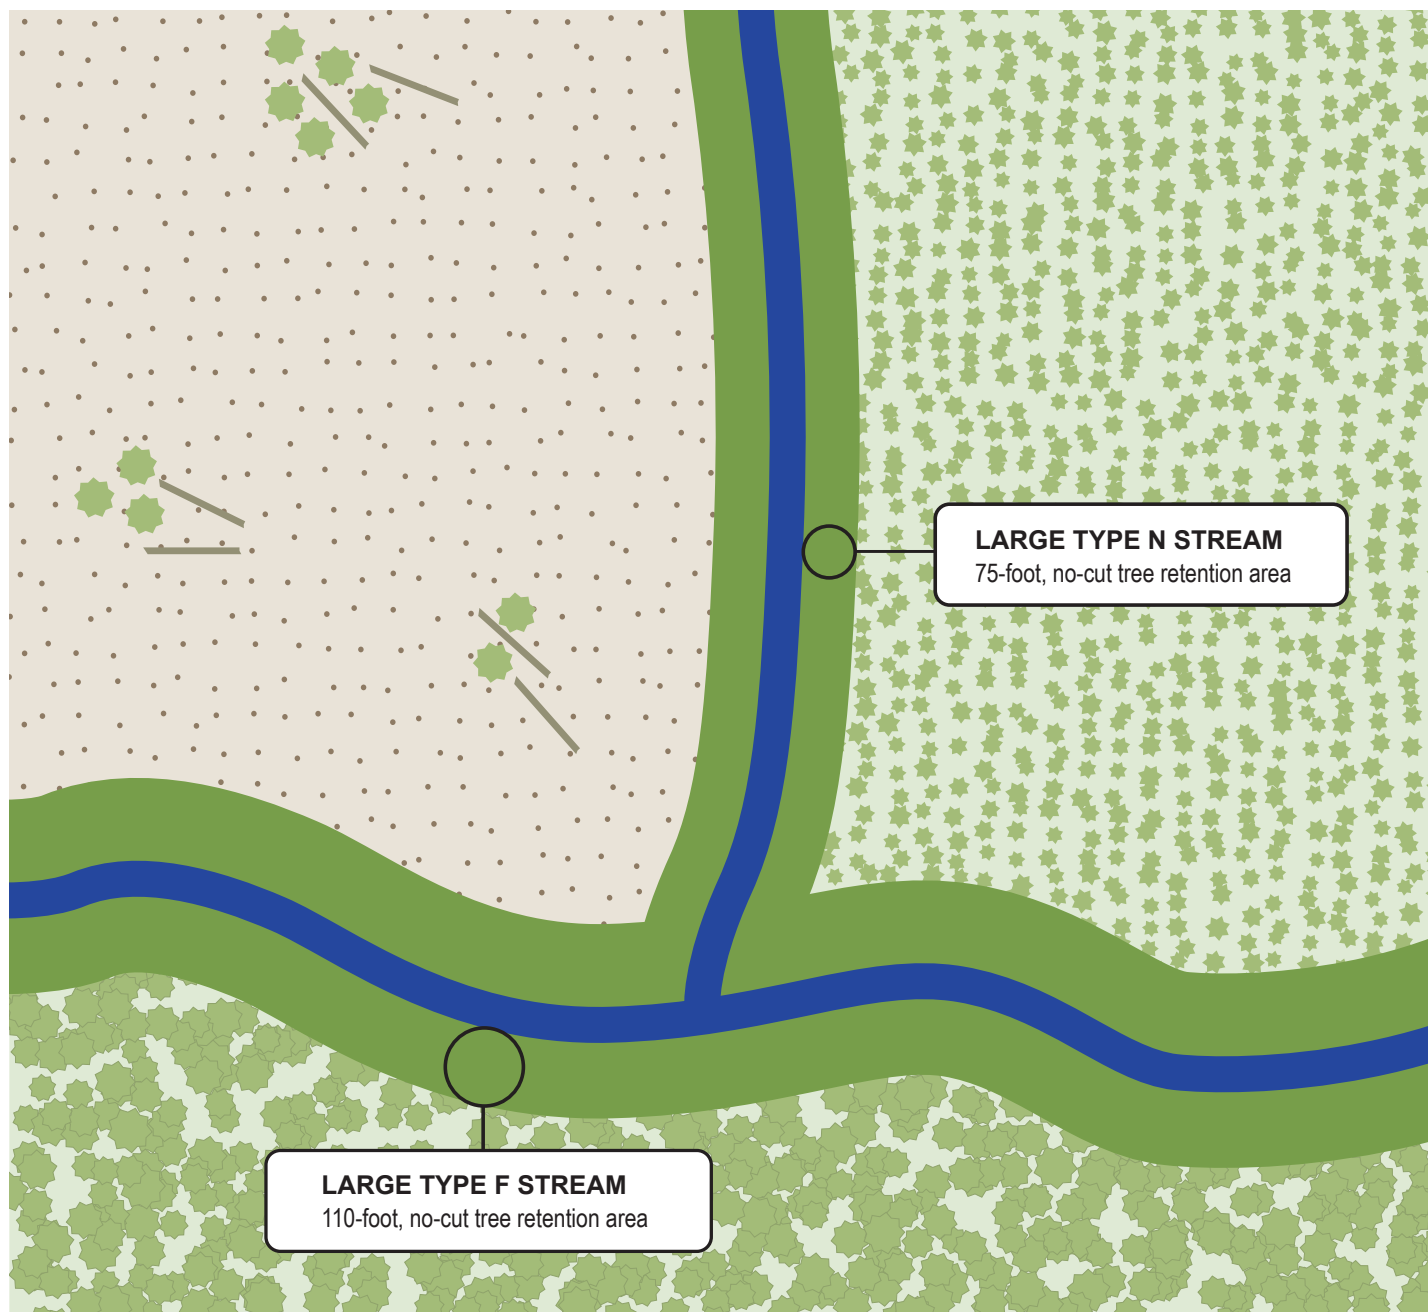 LARGE TYPE N STREAM
75-foot, no-cut tree retention area
LARGE TYPE F STREAM
110-foot, no-cut tree retention area